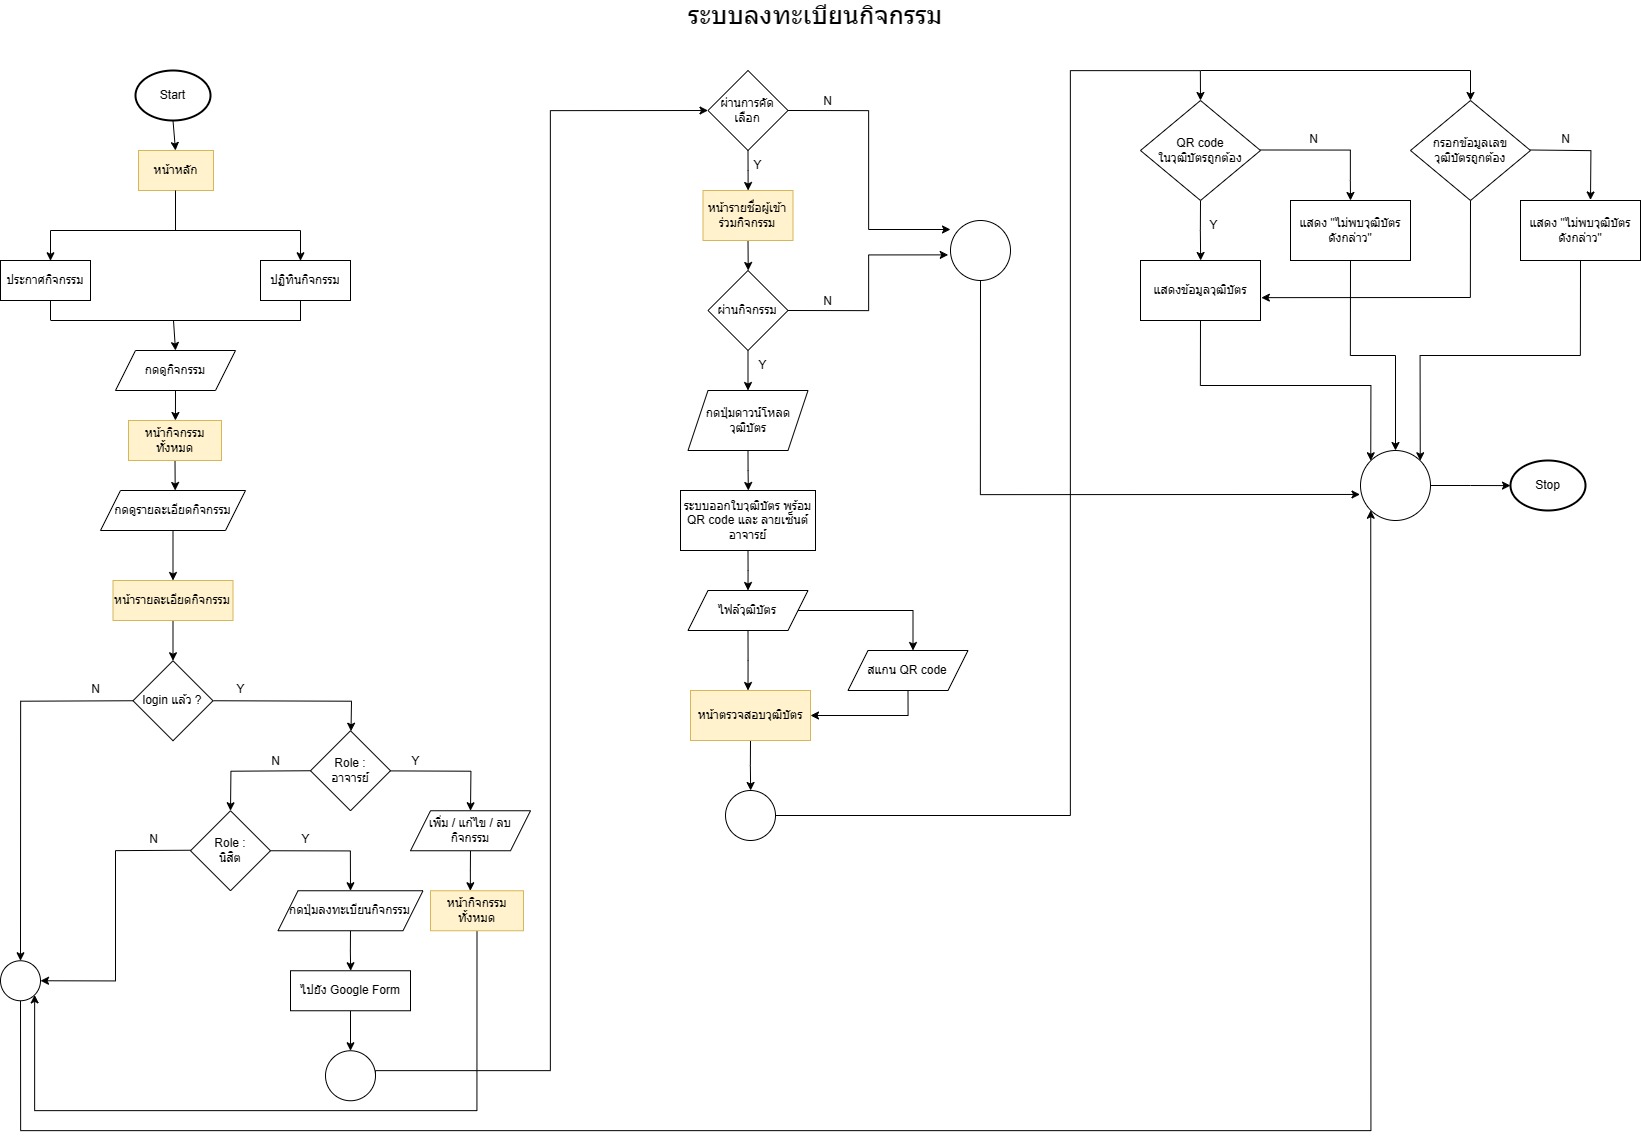 ระบบลงทะเบียนกิจกรรม
Start
หน้าหลัก
ประกาศกิจกรรม
ปฏิทินกิจกรรม
กดดูกิจกรรม
หน้ากิจกรรม
ทั้งหมด
กดดูรายละเอียดกิจกรรม
หน้ารายละเอียดกิจกรรม
login แล้ว ?
N
Y
Role :
อาจารย์
N
Y
Role :
นิสิต
N
Y
เพิ่ม / แก้ไข / ลบ
กิจกรรม
หน้ากิจกรรม
ทั้งหมด
กดปุ่มลงทะเบียนกิจกรรม
ไปยัง Google Form
ผ่านการคัด
เลือก
N
Y
หน้ารายชื่อผู้เข้า
ร่วมกิจกรรม
ผ่านกิจกรรม
N
Y
กดปุ่มดาวน์โหลด
วุฒิบัตร
ระบบออกใบวุฒิบัตร พร้อม
QR code และ ลายเซ็นต์
อาจารย์
ไฟล์วุฒิบัตร
สแกน QR code
หน้าตรวจสอบวุฒิบัตร
QR code
ในวุฒิบัตรถูกต้อง
N
Y
แสดง "ไม่พบวุฒิบัตร
ดังกล่าว"
แสดงข้อมูลวุฒิบัตร
กรอกข้อมูลเลข
วุฒิบัตรถูกต้อง
N
แสดง "ไม่พบวุฒิบัตร
ดังกล่าว"
Stop